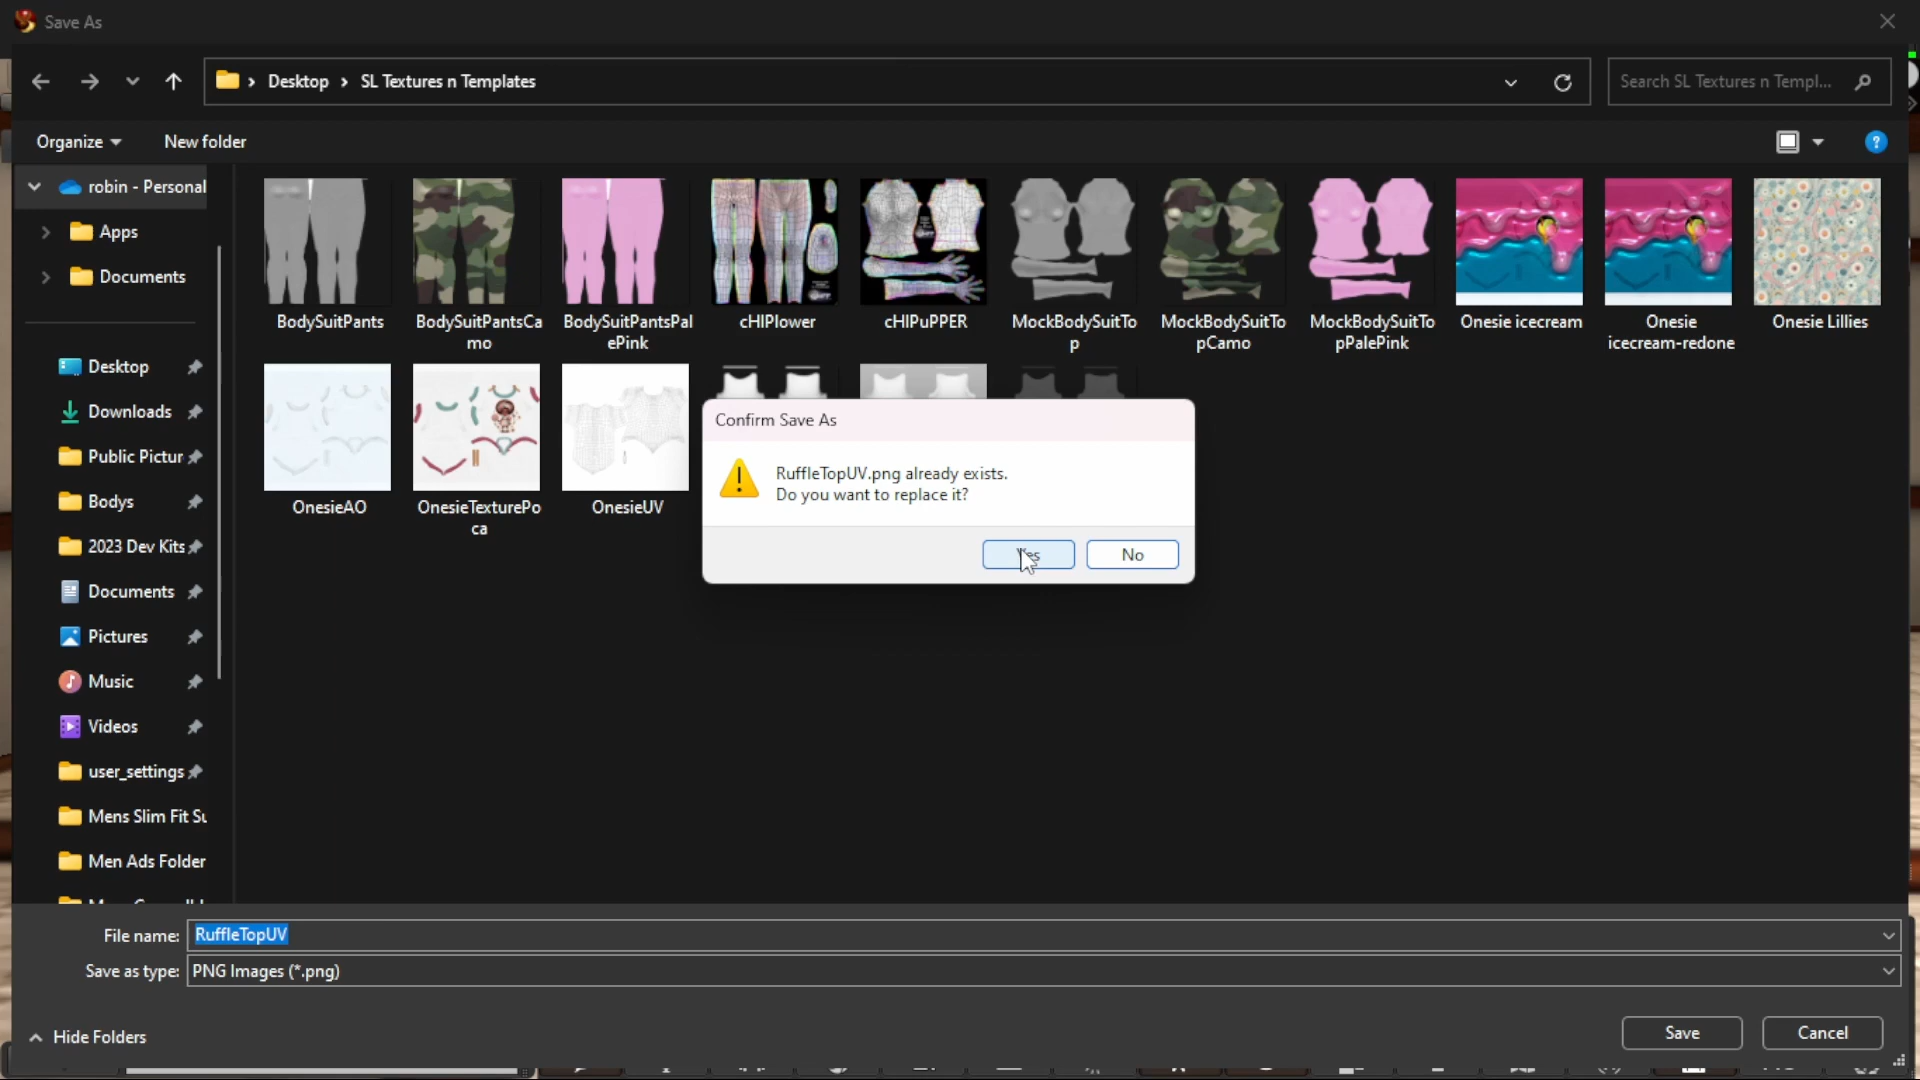 Save As
Desktop > SL Textures n Templates
Search SL Textures n Templ...
Organize
New folder
robin - Personal
Apps
Documents
Desktop
Downloads
Public Pictur
Bodys
2023 Dev Kits
Documents
Pictures
Music
Videos
user_settings
Mens Slim Fit Su
Men Ads Folder
BodySuitPants
BodySuitPantsCa
mo
BodySuitPantsPal
ePink
cHIPlower
cHIPuPPER
MockBodySuitTo
p
MockBodySuitTo
pCamo
MockBodySuitTo
pPalePink
Onesie icecream
Onesie
icecream-redone
Onesie Lillies
OnesieAO
OnesieTexturePo
ca
OnesieUV
Confirm Save As
RuffleTopUV.png already exists.
Do you want to replace it?
Yes
No
File name:
RuffleTopUV
Save as type:
PNG Images (*.png)
Hide Folders
Save
Cancel